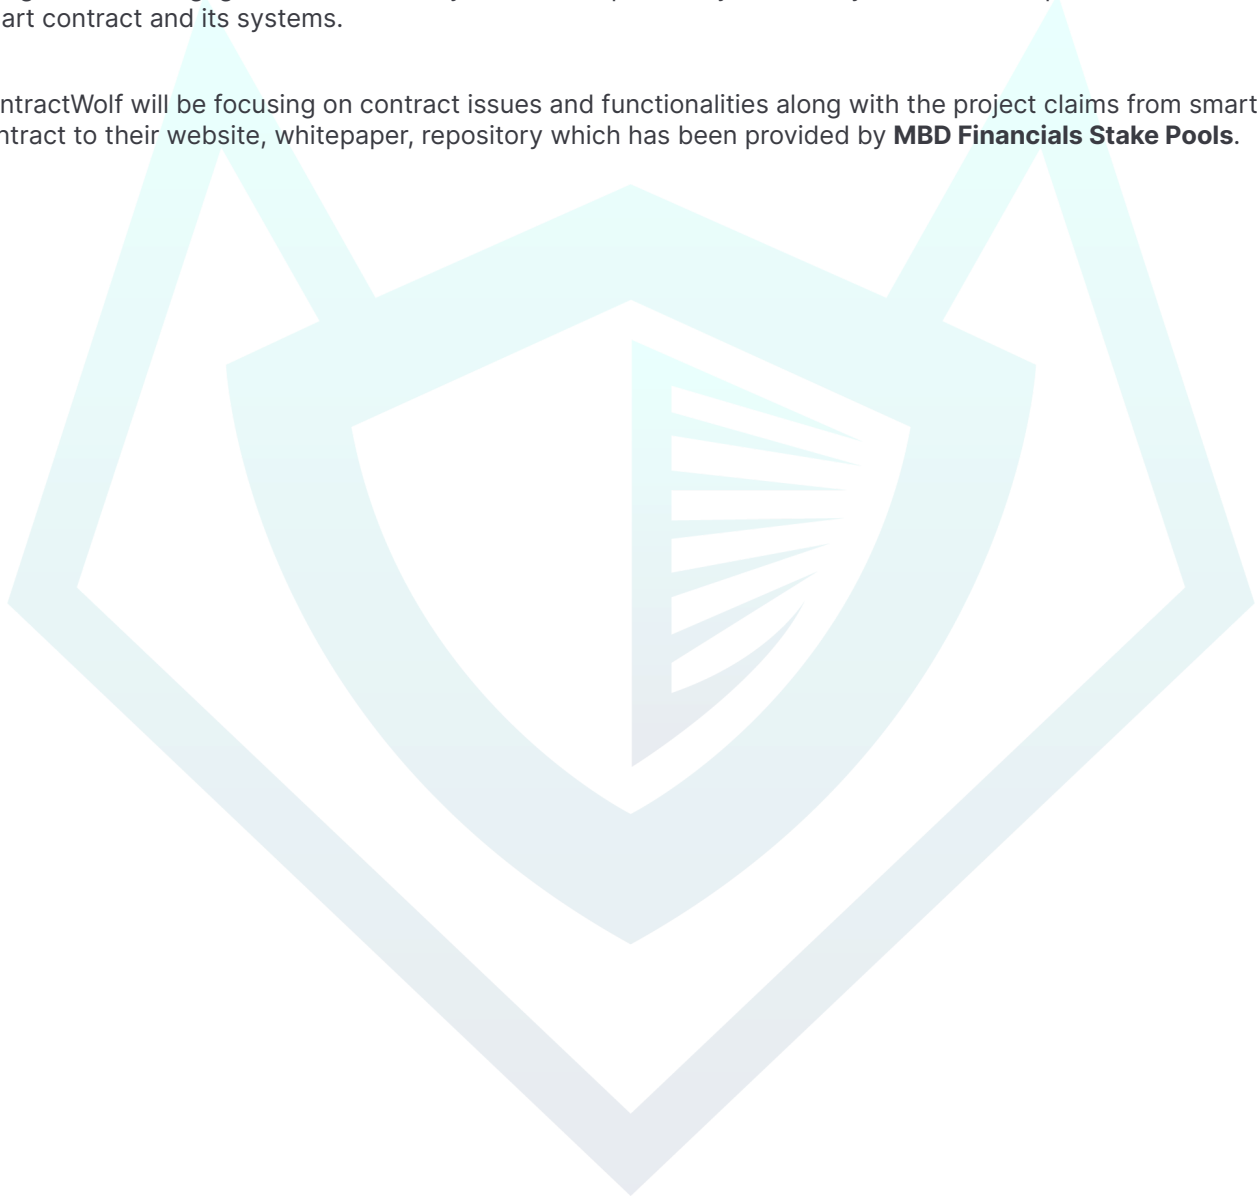 art contract and its systems.
ntractWolf will be focusing on contract issues and functionalities along with the project claims from smart
ntract to their website, whitepaper, repository which has been provided by MBD Financials Stake Pools.